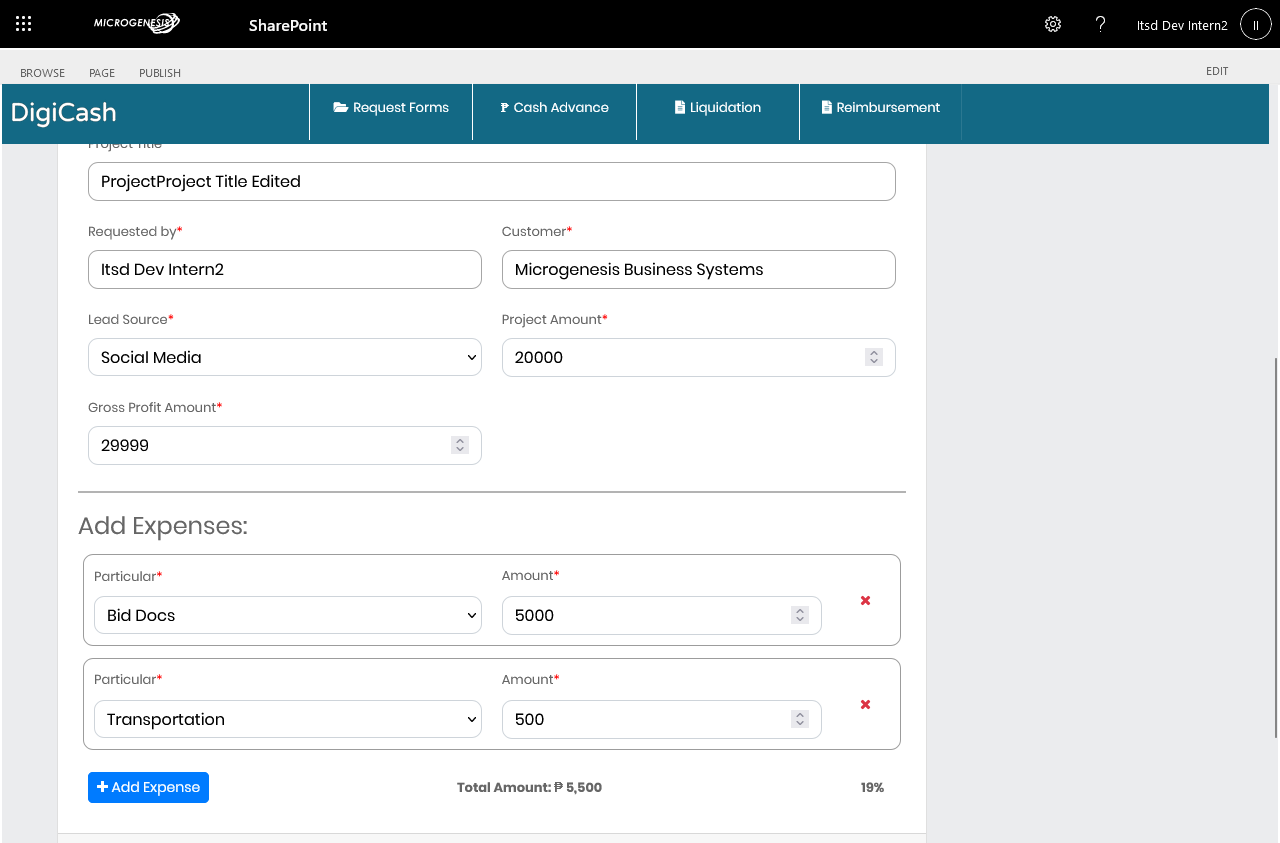 MICROGENESIS
SharePoint
?
Itsd Dev Intern2
II
BROWSE
PAGE
PUBLISH
EDIT
DigiCash
Request Forms
₱ Cash Advance
Liquidation
Reimbursement
Project Title
ProjectProject Title Edited
Requested by*
Customer*
Itsd Dev Intern2
Microgenesis Business Systems
Lead Source*
Project Amount*
Social Media
20000
Gross Profit Amount*
29999
Add Expenses:
Particular*
Amount*
Bid Docs
5000
Particular*
Amount*
Transportation
500
+ Add Expense
Total Amount: ₱ 5,500
19%